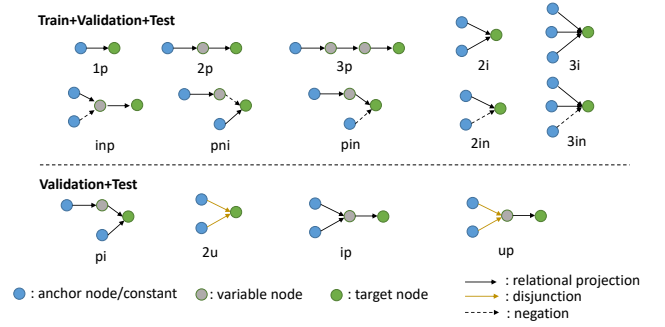 Train+Validation+Test
1p 2p 3p 2i 3i
inp pni pin 2in 3in
Validation+Test
pi 2u ip up
: anchor node/constant : variable node : target node : relational projection
: disjunction
: negation